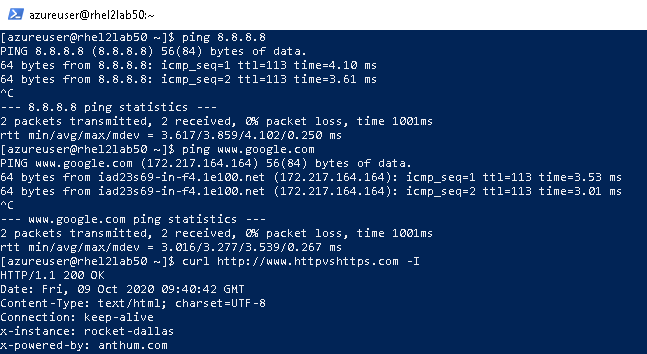 azureuser@rhel2lab50:~
[azureuser@rhel2lab50 ~]$ ping 8.8.8.8
PING 8.8.8.8 (8.8.8.8) 56(84) bytes of data.
64 bytes from 8.8.8.8: icmp_seq=1 ttl=113 time=4.10 ms
64 bytes from 8.8.8.8: icmp_seq=2 ttl=113 time=3.61 ms
^C
--- 8.8.8.8 ping statistics ---
2 packets transmitted, 2 received, 0% packet loss, time 1001ms
rtt min/avg/max/mdev = 3.617/3.859/4.102/0.250 ms
[azureuser@rhel2lab50 ~]$ ping www.google.com
PING www.google.com (172.217.164.164) 56(84) bytes of data.
64 bytes from iad23s69-in-f4.1e100.net (172.217.164.164): icmp_seq=1 ttl=113 time=3.53 ms
64 bytes from iad23s69-in-f4.1e100.net (172.217.164.164): icmp_seq=2 ttl=113 time=3.01 ms
^C
--- www.google.com ping statistics ---
2 packets transmitted, 2 received, 0% packet loss, time 1001ms
rtt min/avg/max/mdev = 3.016/3.277/3.539/0.267 ms
[azureuser@rhel2lab50 ~]$ curl http://www.httpvshttps.com -I
HTTP/1.1 200 OK
Date: Fri, 09 Oct 2020 09:40:42 GMT
Content-Type: text/html; charset=UTF-8
Connection: keep-alive
x-instance: rocket-dallas
x-powered-by: anthum.com